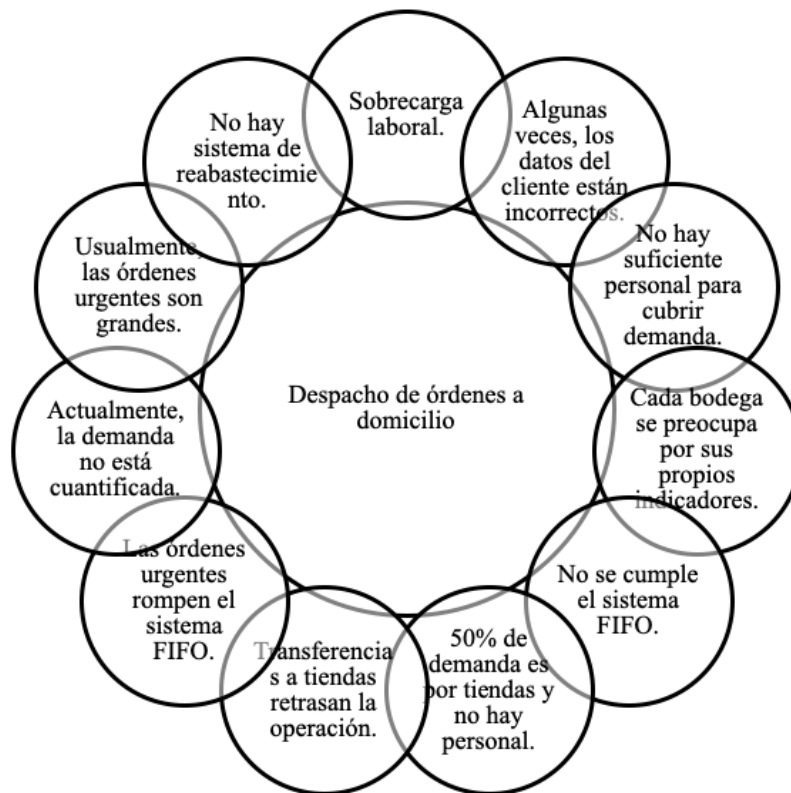 Sobrecarga
laboral.
Algunas
veces, los
datos del
cliente están
incorrectos.
No hay
suficiente
personal para
cubrir
demanda.
Cada bodega
se preocupa
por sus
propios
indicadores.
No se cumple
el sistema
FIFO.
50% de
demanda es
por tiendas y
no hay
personal.
Transferencia
s a tiendas
retrasan la
operación.
Las órdenes
urgentes
rompen el
sistema
FIFO.
Actualmente,
la demanda
no está
cuantificada.
Usualmente,
las órdenes
urgentes son
grandes.
No hay
sistema de
reabastecimie
nto.
Despacho de órdenes a
domicilio